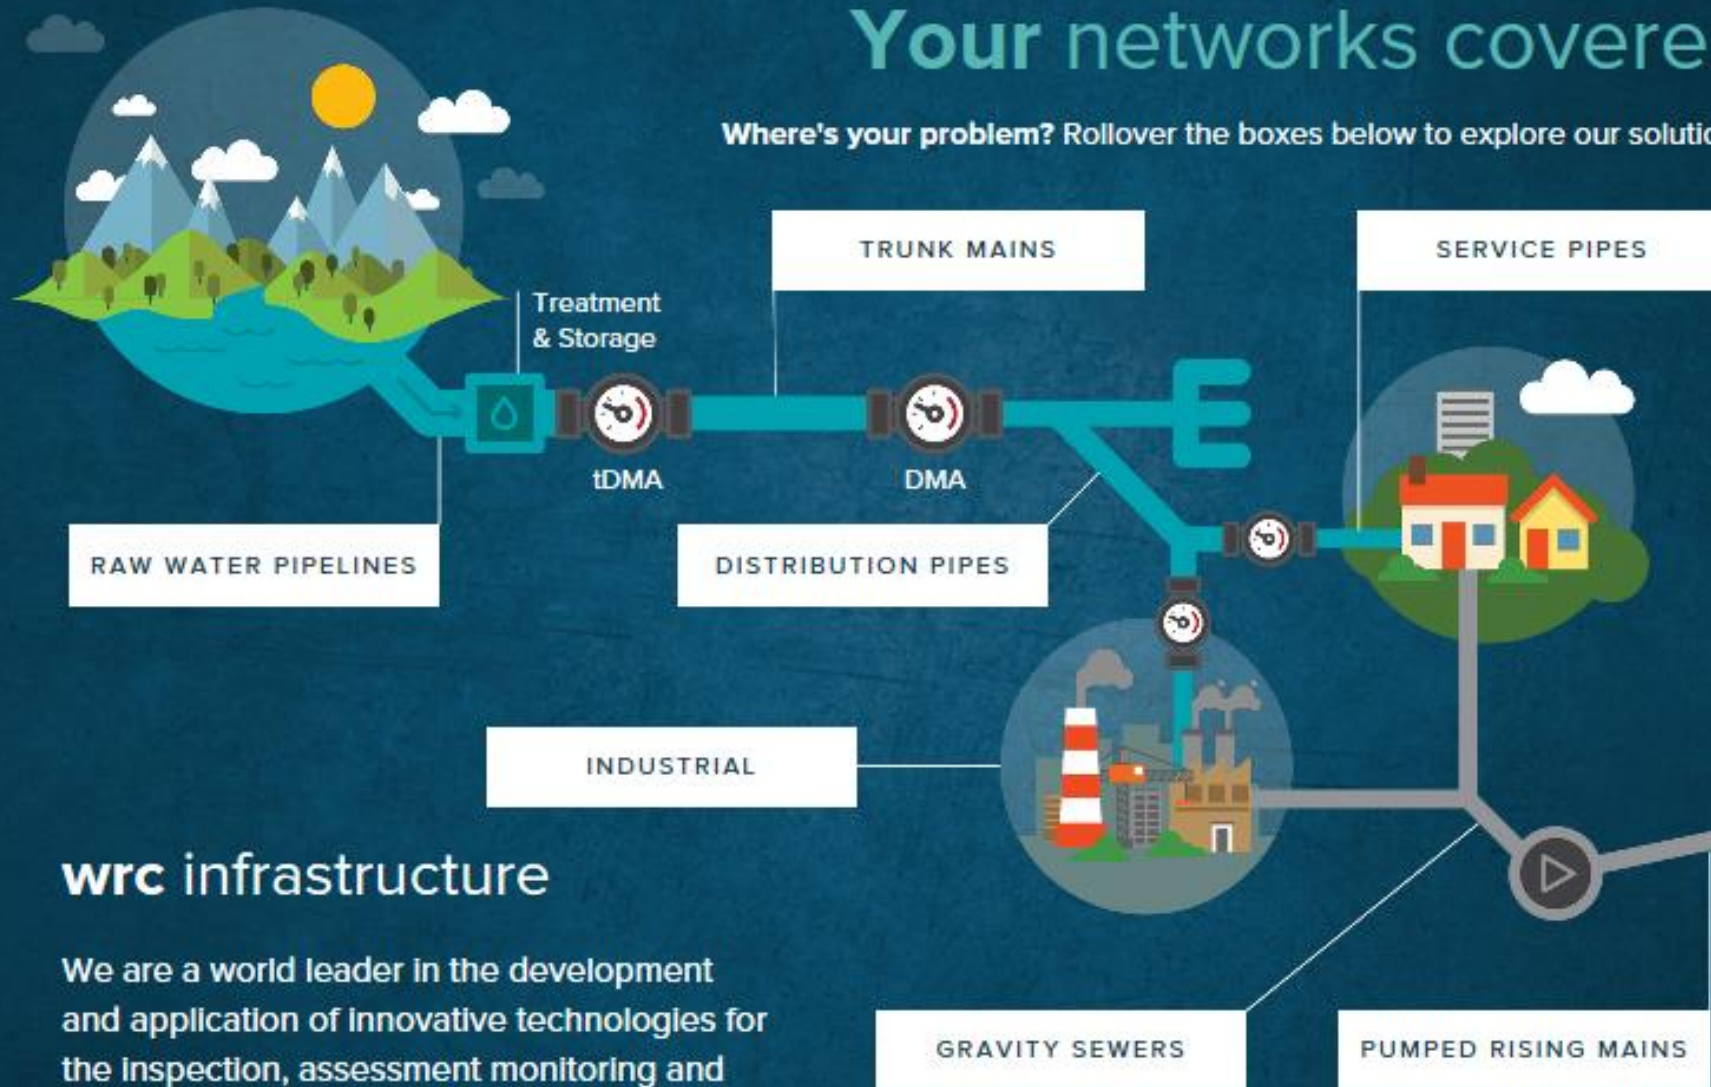 Your networks covere
Where's your problem? Rollover the boxes below to explore our solutio
TRUNK MAINS
SERVICE PIPES
Treatment
& Storage
tDMA
DMA
RAW WATER PIPELINES
DISTRIBUTION PIPES
INDUSTRIAL
wrc infrastructure
We are a world leader in the development
and application of innovative technologies for
the inspection, assessment monitoring and
GRAVITY SEWERS
PUMPED RISING MAINS